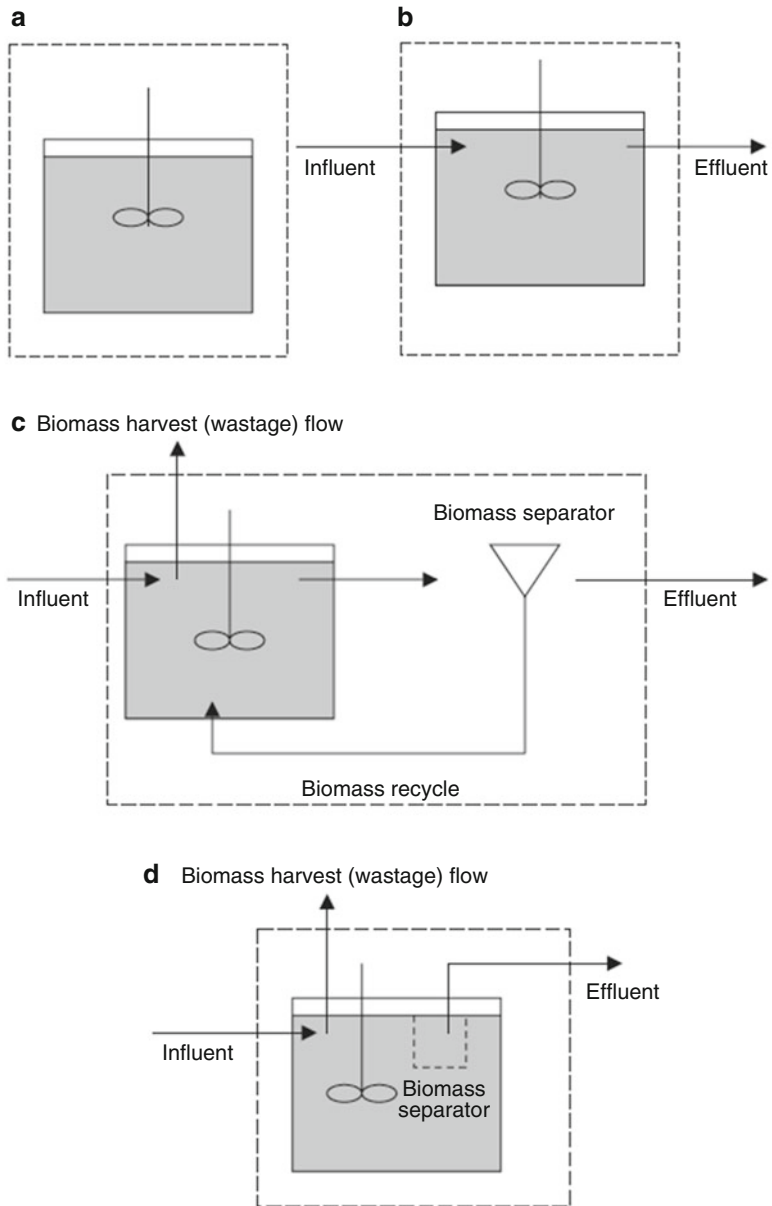 a
b
Influent
Effluent
c Biomass harvest (wastage) flow
Biomass separator
Influent
Effluent
Biomass recycle
d Biomass harvest (wastage) flow
Effluent
Influent
Biomass
separator